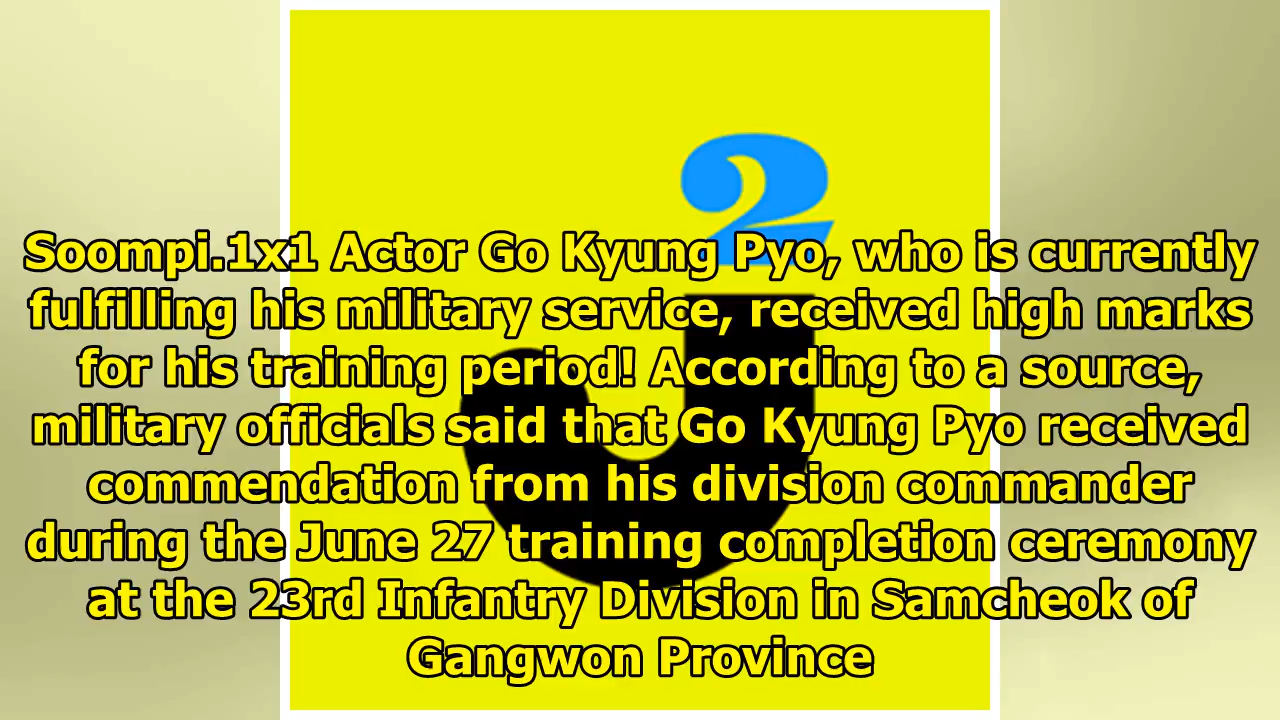 2
J
Soompi.1x1 Actor Go Kyung Pyo, who is currently
fulfilling his military service, received high marks
for his training period! According to a source,
military officials said that Go Kyung Pyo received
commendation from his division commander
during the June 27 training completion ceremony
at the 23rd Infantry Division in Samcheok of
Gangwon Province